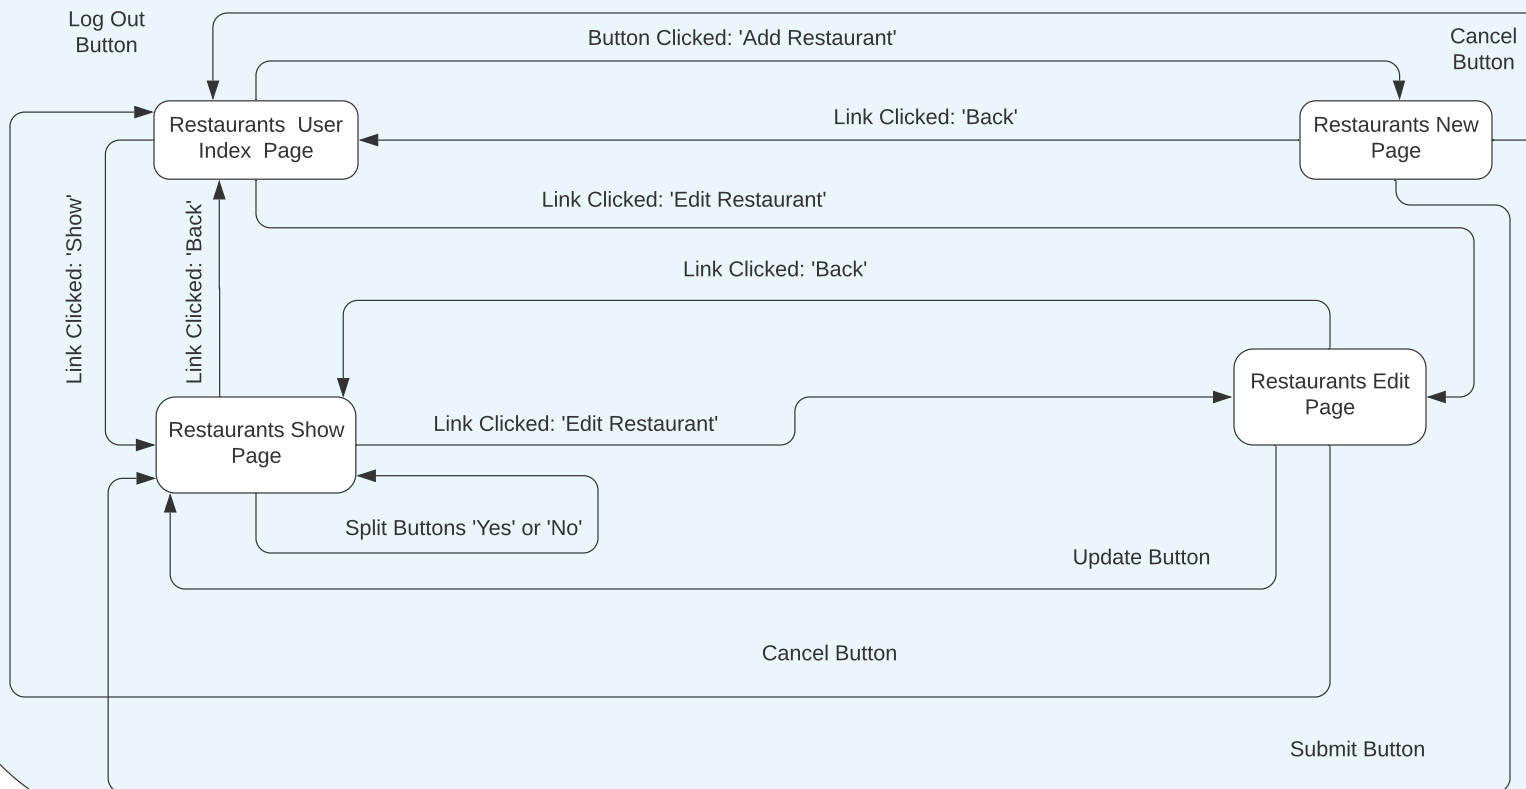 Log Out
Button
Button Clicked: 'Add Restaurant'
Cancel
Button
Restaurants  User
Index  Page
Link Clicked: 'Back'
Restaurants New
Page
Link Clicked: 'Show'
Link Clicked: 'Back'
Link Clicked: 'Edit Restaurant'
Link Clicked: 'Back'
Restaurants Edit
Page
Restaurants Show
Page
Link Clicked: 'Edit Restaurant'
Split Buttons 'Yes' or 'No'
Update Button
Cancel Button
Submit Button